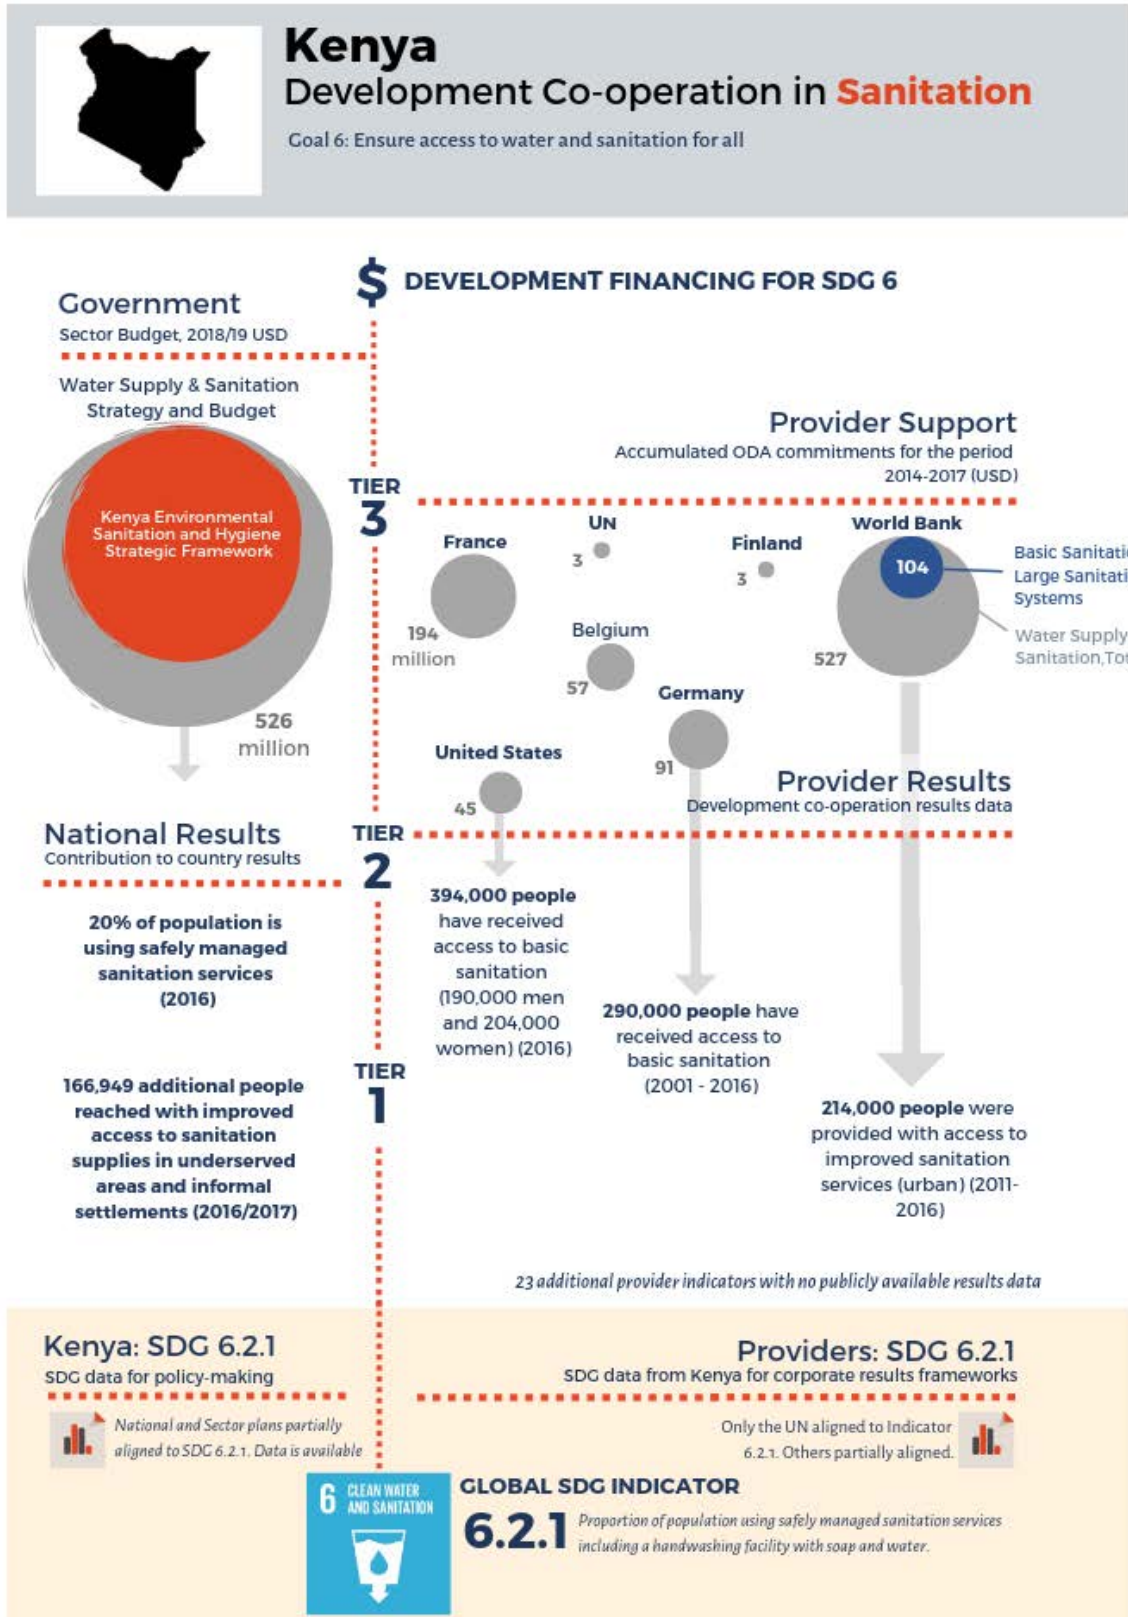 Kenya
Development Co-operation in Sanitation
Goal 6: Ensure access to water and sanitation for all
$ DEVELOPMENT FINANCING FOR SDG 6
Government
Sector Budget, 2018/19 USD
Water Supply & Sanitation
Strategy and Budget
Kenya Environmental
Sanitation and Hygiene
Strategic Framework
526
million
TIER
3
Provider Support
Accumulated ODA commitments for the period
2014-2017 (USD)
France
194
million
UN
3
Finland
3
World Bank
104
527
Basic
Large
Systems
Water Supply
Belgium
57
Germany
91
United States
45
Provider Results
Development co-operation results data
National Results
Contribution to country results
TIER
2
20% of population is
using safely managed
sanitation services
(2016)
394,000 people
have received
access to basic
sanitation
(190,000 men
and 204,000
women) (2016)
290,000 people have
received access to
basic sanitation
(2001 - 2016)
TIER
1
166,949 additional people
reached with improved
access to sanitation
supplies in underserved
areas and informal
settlements (2016/2017)
214,000 people were
provided with access to
improved sanitation
services (urban) (2011-
2016)
23 additional provider indicators with no publicly available results data
Kenya: SDG 6.2.1
SDG data for policy-making
National and Sector plans partially
aligned to SDG 6.2.1. Data is available
Providers: SDG 6.2.1
SDG data from Kenya for corporate results frameworks
Only the UN aligned to Indicator
6.2.1. Others partially aligned.
6 CLEAN WATER
AND SANITATION
GLOBAL SDG INDICATOR
6.2.1
Proportion of population using safely managed sanitation services
including a handwashing facility with soap and water.